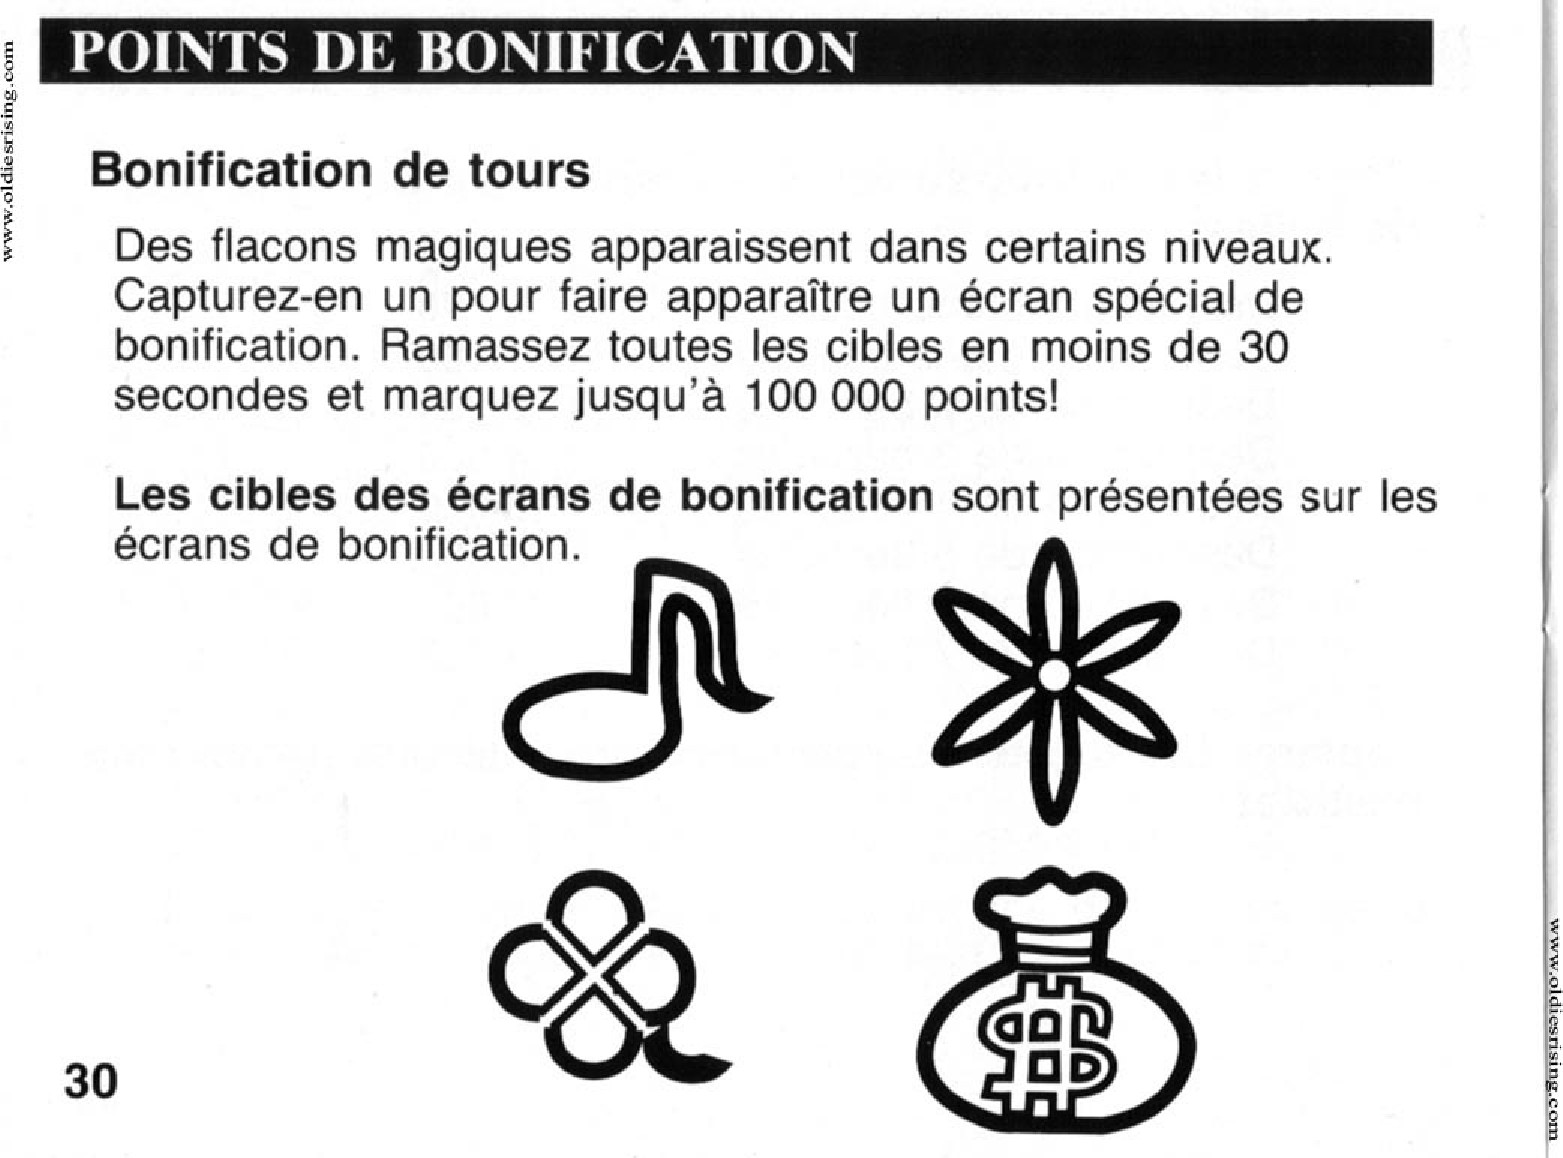 POINTS DE BONIFICATION
Bonification de tours
Des flacons magiques apparaissent dans certains niveaux.
Capturez-en un pour faire apparaître un écran spécial de
bonification. Ramassez toutes les cibles en moins de 30
secondes et marquez jusqu'à 100 000 points!
Les cibles des écrans de bonification sont présentées sur les
écrans de bonification.
30
www.oldiesrising.com
www.oldiesrising.com